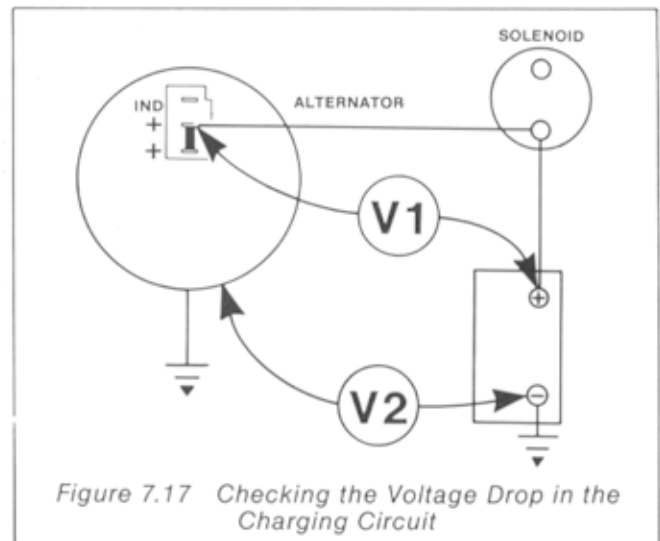 SOLENOID
IND
ALTERNATOR
+
+
V1
+
V2
−
Figure 7.17 Checking the Voltage Drop in the
Charging Circuit